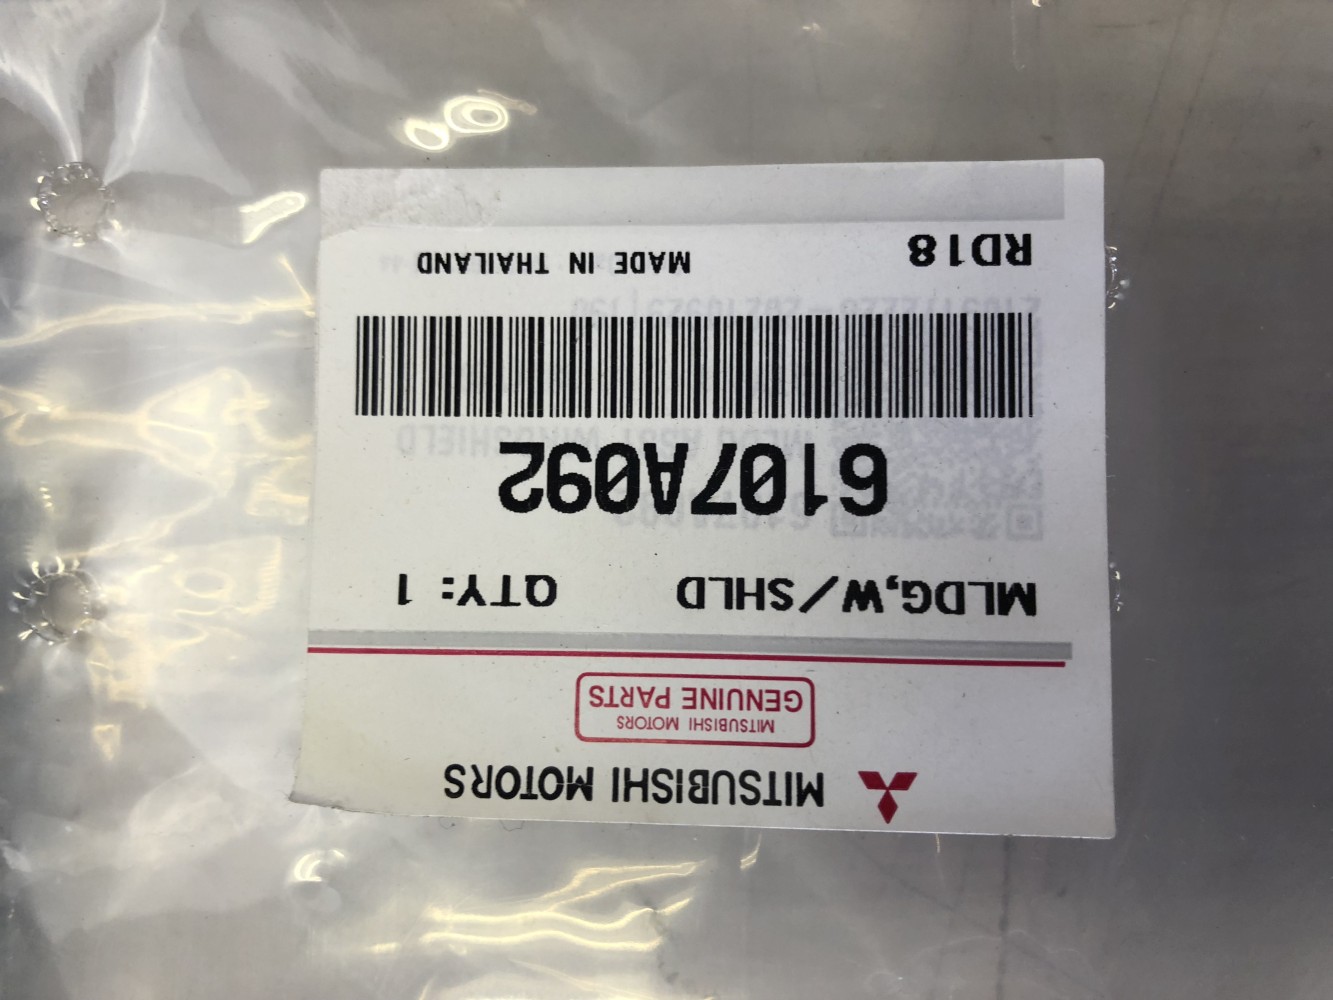 MITSUBISHI MOTORS
MITSUBISHI MOTORS
GENUINE PARTS
MLDG,W/SHLD QTY: 1
6107A092
RD18 MADE IN THAILAND